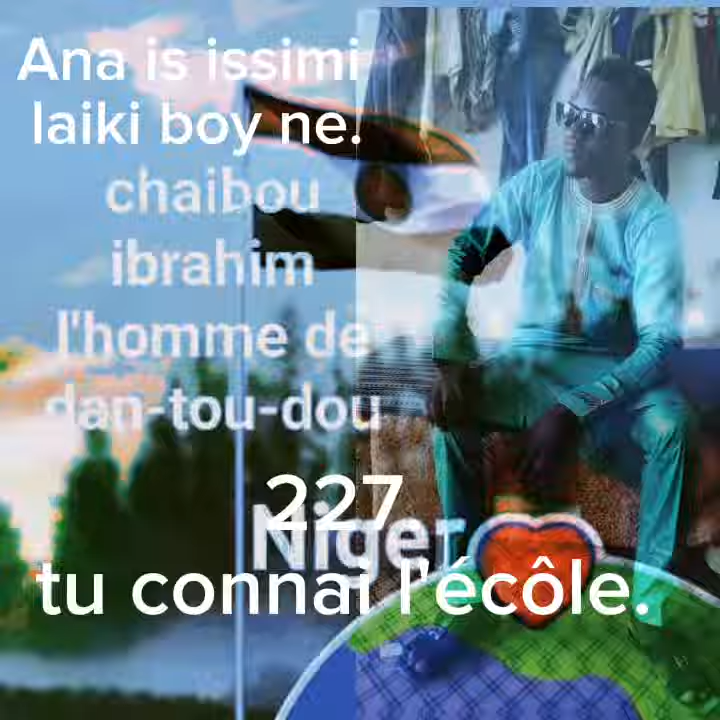 Ana is issimi
laiki boy ne.
chaibou
ibrahim
l'homme de
dan-tou-dou
227
Niger
tu connai l'écôle.